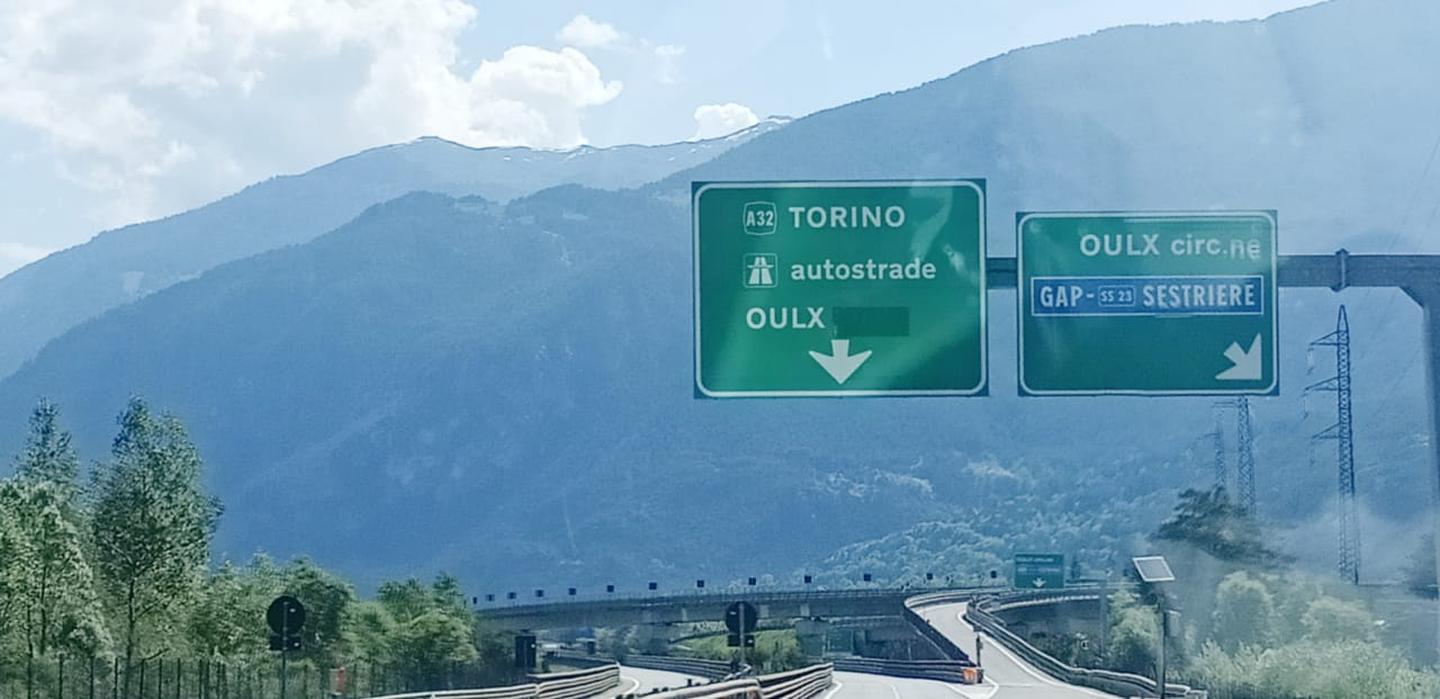 A32 TORINO
autostrade
OULX
OULX circ.ne
GAP-SS 23 SESTRIERE